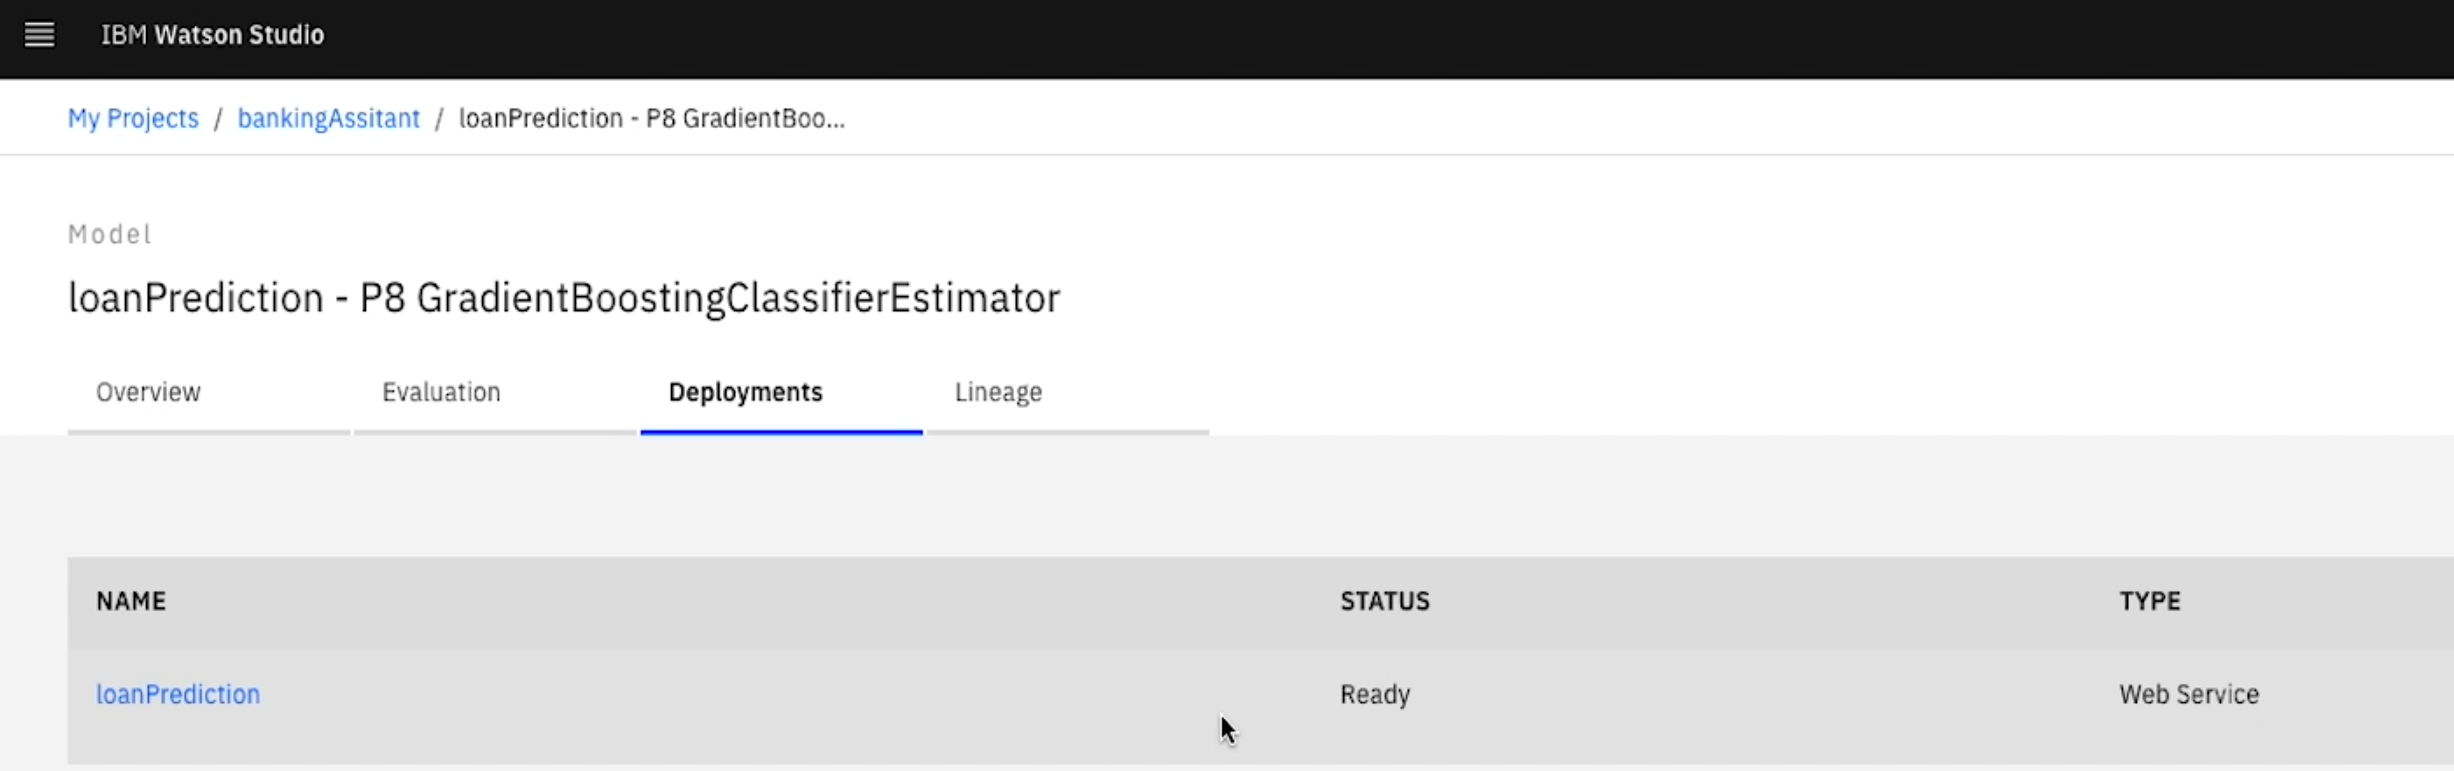 IBM Watson Studio
My Projects / bankingAssitant / loanPrediction - P8 GradientBoo...
Model
loanPrediction - P8 GradientBoostingClassifierEstimator
Overview Evaluation Deployments Lineage
NAME STATUS TYPE
loanPrediction Ready Web Service